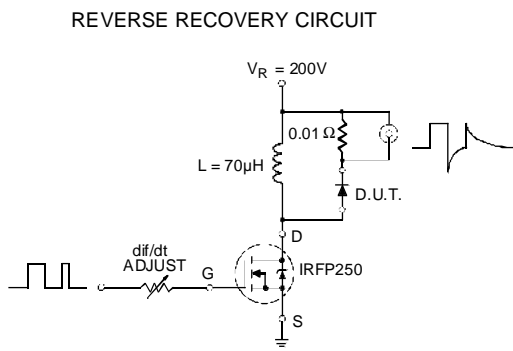 REVERSE RECOVERY CIRCUIT
V_R = 200V
0.01 Ω
L = 70µH
D.U.T.
D
dif/dt
ADJUST
G
IRFP250
S